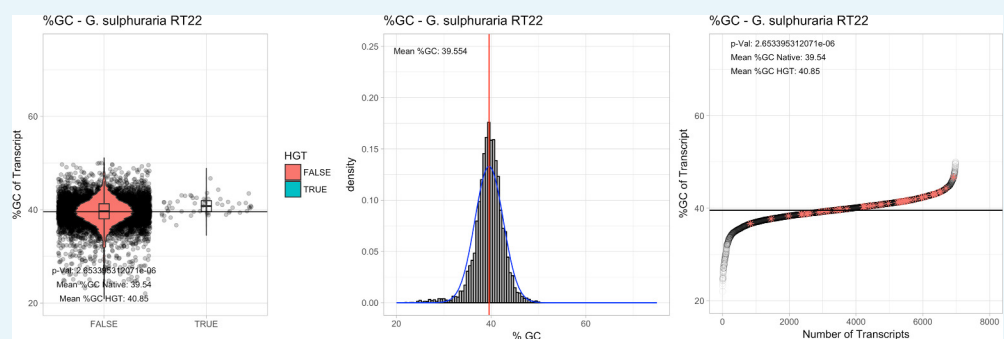 %GC - G. sulphuraria RT22
%GC of Transcript
60
40
20
p-Val: 2.653395312071e-06
Mean %GC Native: 39.54
Mean %GC HGT: 40.85
FALSE
TRUE
HGT
FALSE
TRUE
%GC - G. sulphuraria RT22
Mean %GC: 39.554
density
0.25
0.20
0.15
0.10
0.05
0.00
20
40
60
% GC
%GC - G. sulphuraria RT22
p-Val: 2.653395312071e-06
Mean %GC Native: 39.54
Mean %GC HGT: 40.85
%GC of Transcript
60
40
20
0
2000
4000
6000
8000
Number of Transcripts